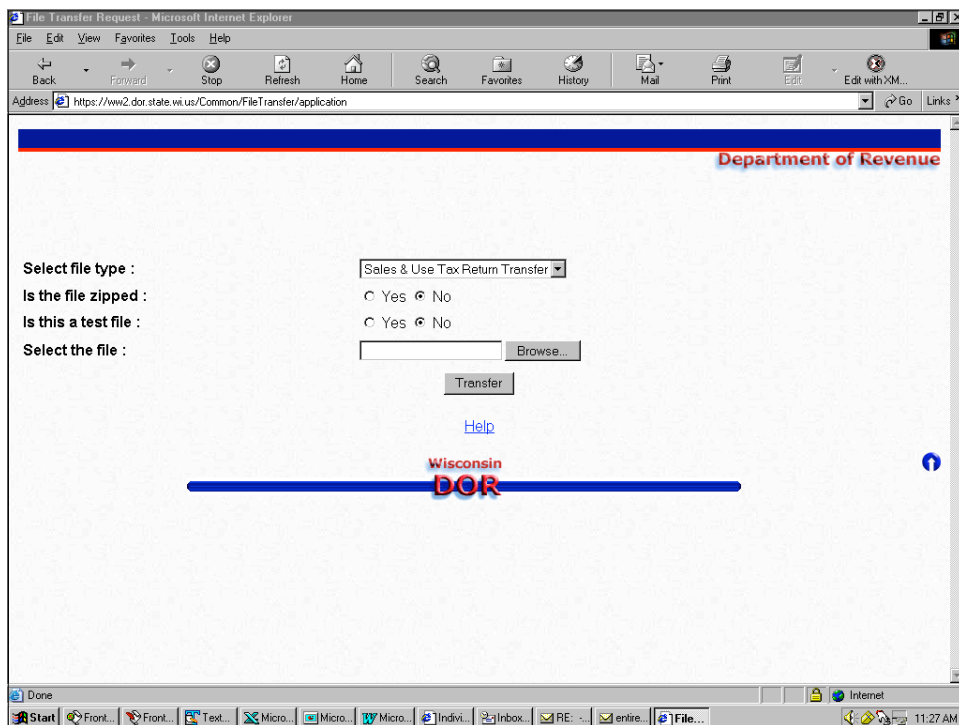 File Transfer Request - Microsoft Internet Explorer
File Edit View Favorites Tools Help
Back Forward Stop Refresh Home Search Favorites History Mail Print Edit Edit with XM...
Address https://ww2.dor.state.wi.us/Common/FileTransfer/application Go Links
Department of Revenue
Select file type : Sales & Use Tax Return Transfer
Is the file zipped : Yes No
Is this a test file : Yes No
Select the file : Browse...
Transfer
Help
Wisconsin
DOR
Done Internet
Start Front... Front... Text... Micro... Micro... Micro... Indivi... Inbox... RE: -... entire... File... 11:27 AM